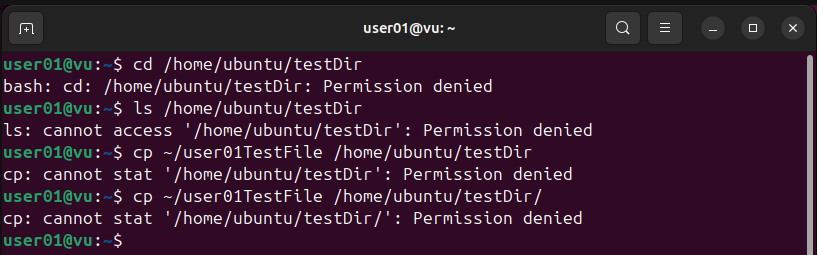 user01@vu: ~
user01@vu:~$ cd /home/ubuntu/testDir
bash: cd: /home/ubuntu/testDir: Permission denied
user01@vu:~$ ls /home/ubuntu/testDir
ls: cannot access '/home/ubuntu/testDir': Permission denied
user01@vu:~$ cp ~/user01TestFile /home/ubuntu/testDir
cp: cannot stat '/home/ubuntu/testDir': Permission denied
user01@vu:~$ cp ~/user01TestFile /home/ubuntu/testDir/
cp: cannot stat '/home/ubuntu/testDir/': Permission denied
user01@vu:~$